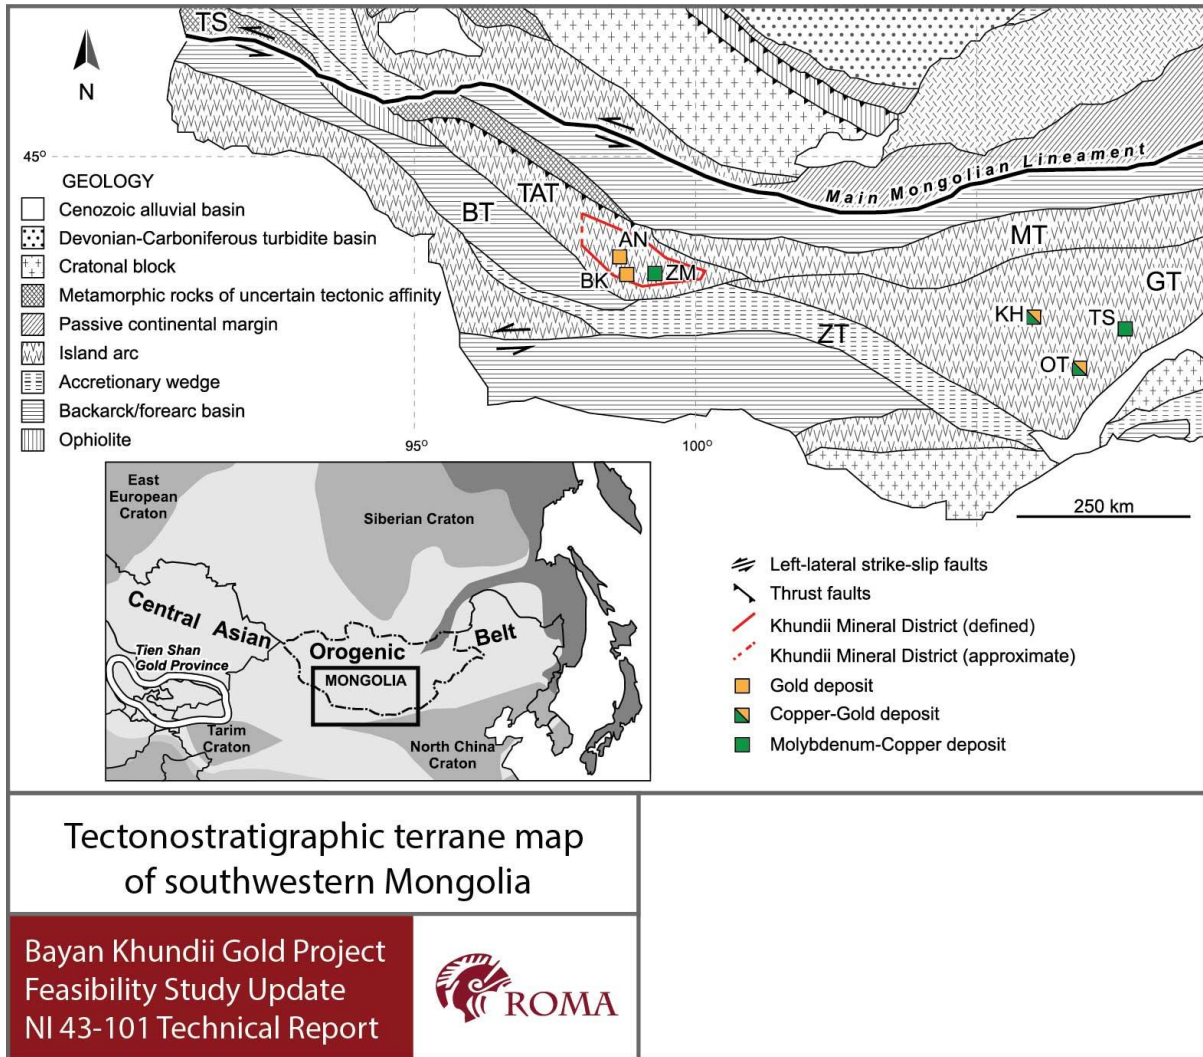 TS
N
45°
Main Mongolian Lineament
TAT
BT
MT
AN
BK
ZM
GT
KH
TS
ZT
OT
95°
100°
250 km
GEOLOGY
Cenozoic alluvial basin
Devonian-Carboniferous turbidite basin
Cratonal block
Metamorphic rocks of uncertain tectonic affinity
Passive continental margin
Island arc
Accretionary wedge
Backarck/forearc basin
Ophiolite
East
European
Craton
Siberian Craton
Central Asian
Orogenic
Belt
Tien Shan
Gold Province
MONGOLIA
Tarim
Craton
North China
Craton
Left-lateral strike-slip faults
Thrust faults
Khundii Mineral District (defined)
Khundii Mineral District (approximate)
Gold deposit
Copper-Gold deposit
Molybdenum-Copper deposit
Tectonostratigraphic terrane map
of southwestern Mongolia
Bayan Khundii Gold Project
Feasibility Study Update
NI 43-101 Technical Report
ROMA